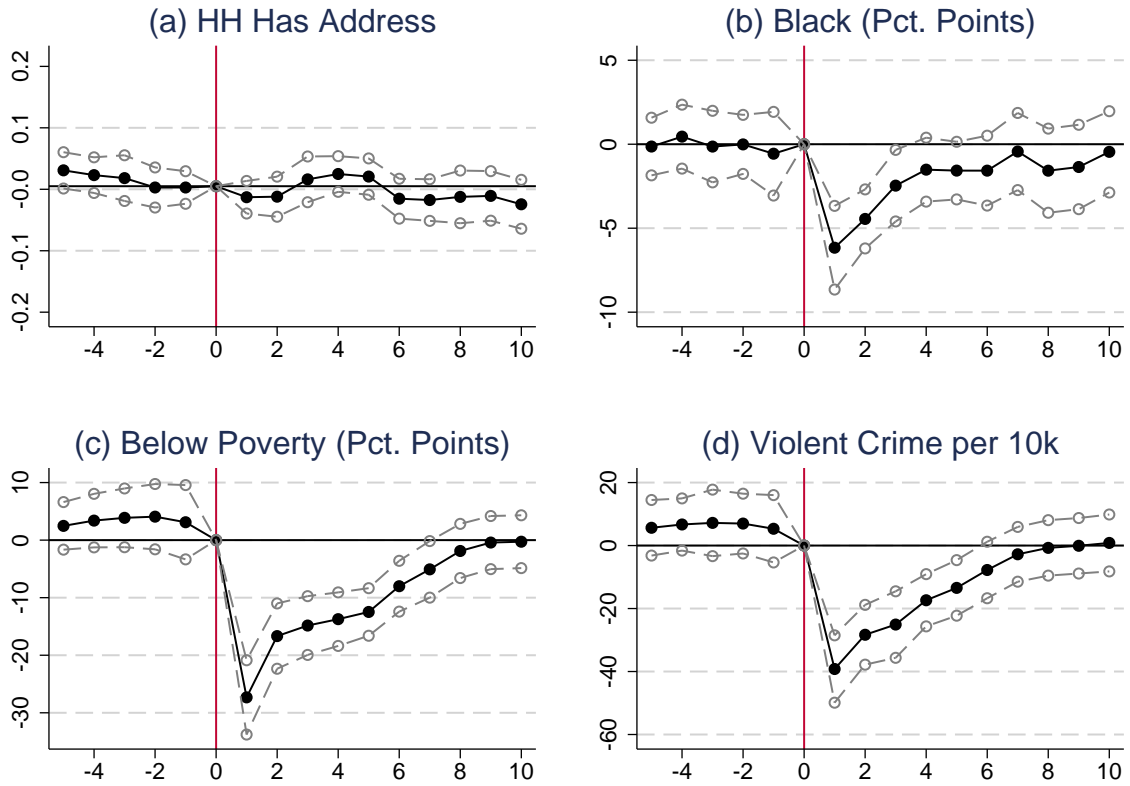 (a) HH Has Address
0.2
0.1
-0.0
-0.1
-0.2
-4 -2 0 2 4 6 8 10
(b) Black (Pct. Points)
5
0
-5
-10
-4 -2 0 2 4 6 8 10
(c) Below Poverty (Pct. Points)
10
0
-10
-20
-30
-4 -2 0 2 4 6 8 10
(d) Violent Crime per 10k
20
0
-20
-40
-60
-4 -2 0 2 4 6 8 10